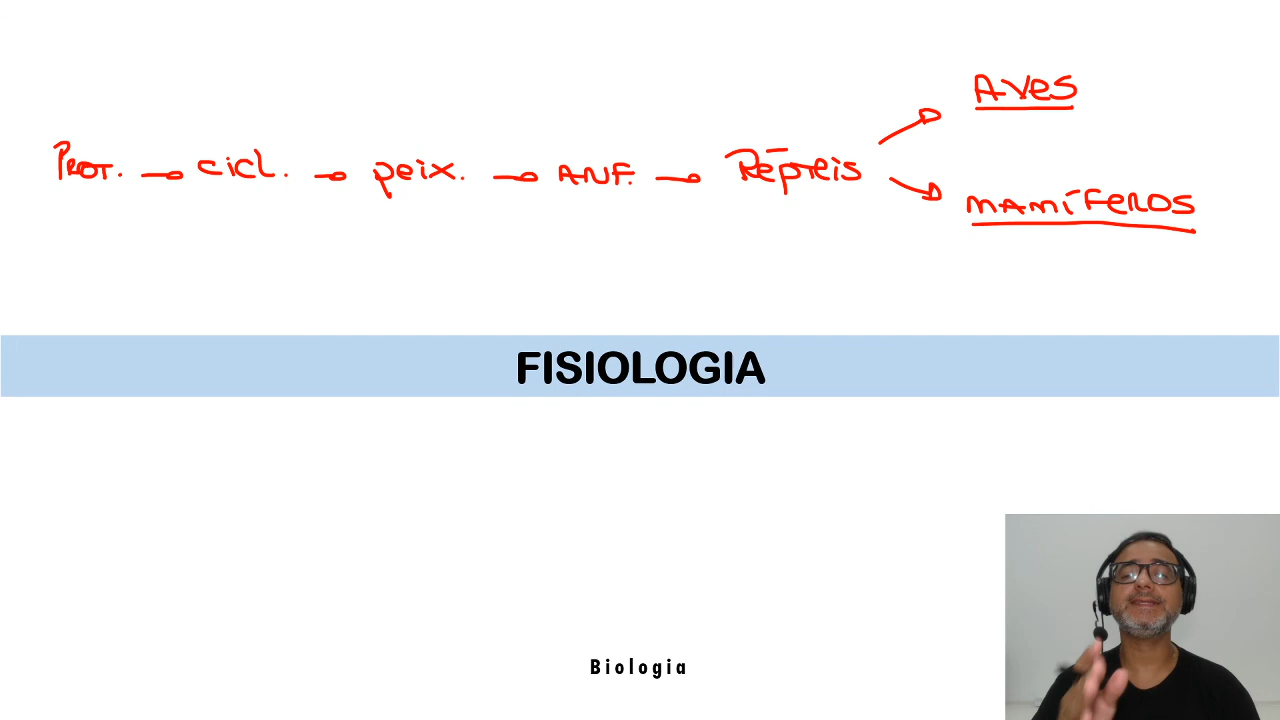 AVES
PROT. → cicl. → peix. → ANF. → Répteis
MAMÍFEROS
FISIOLOGIA
Biologia